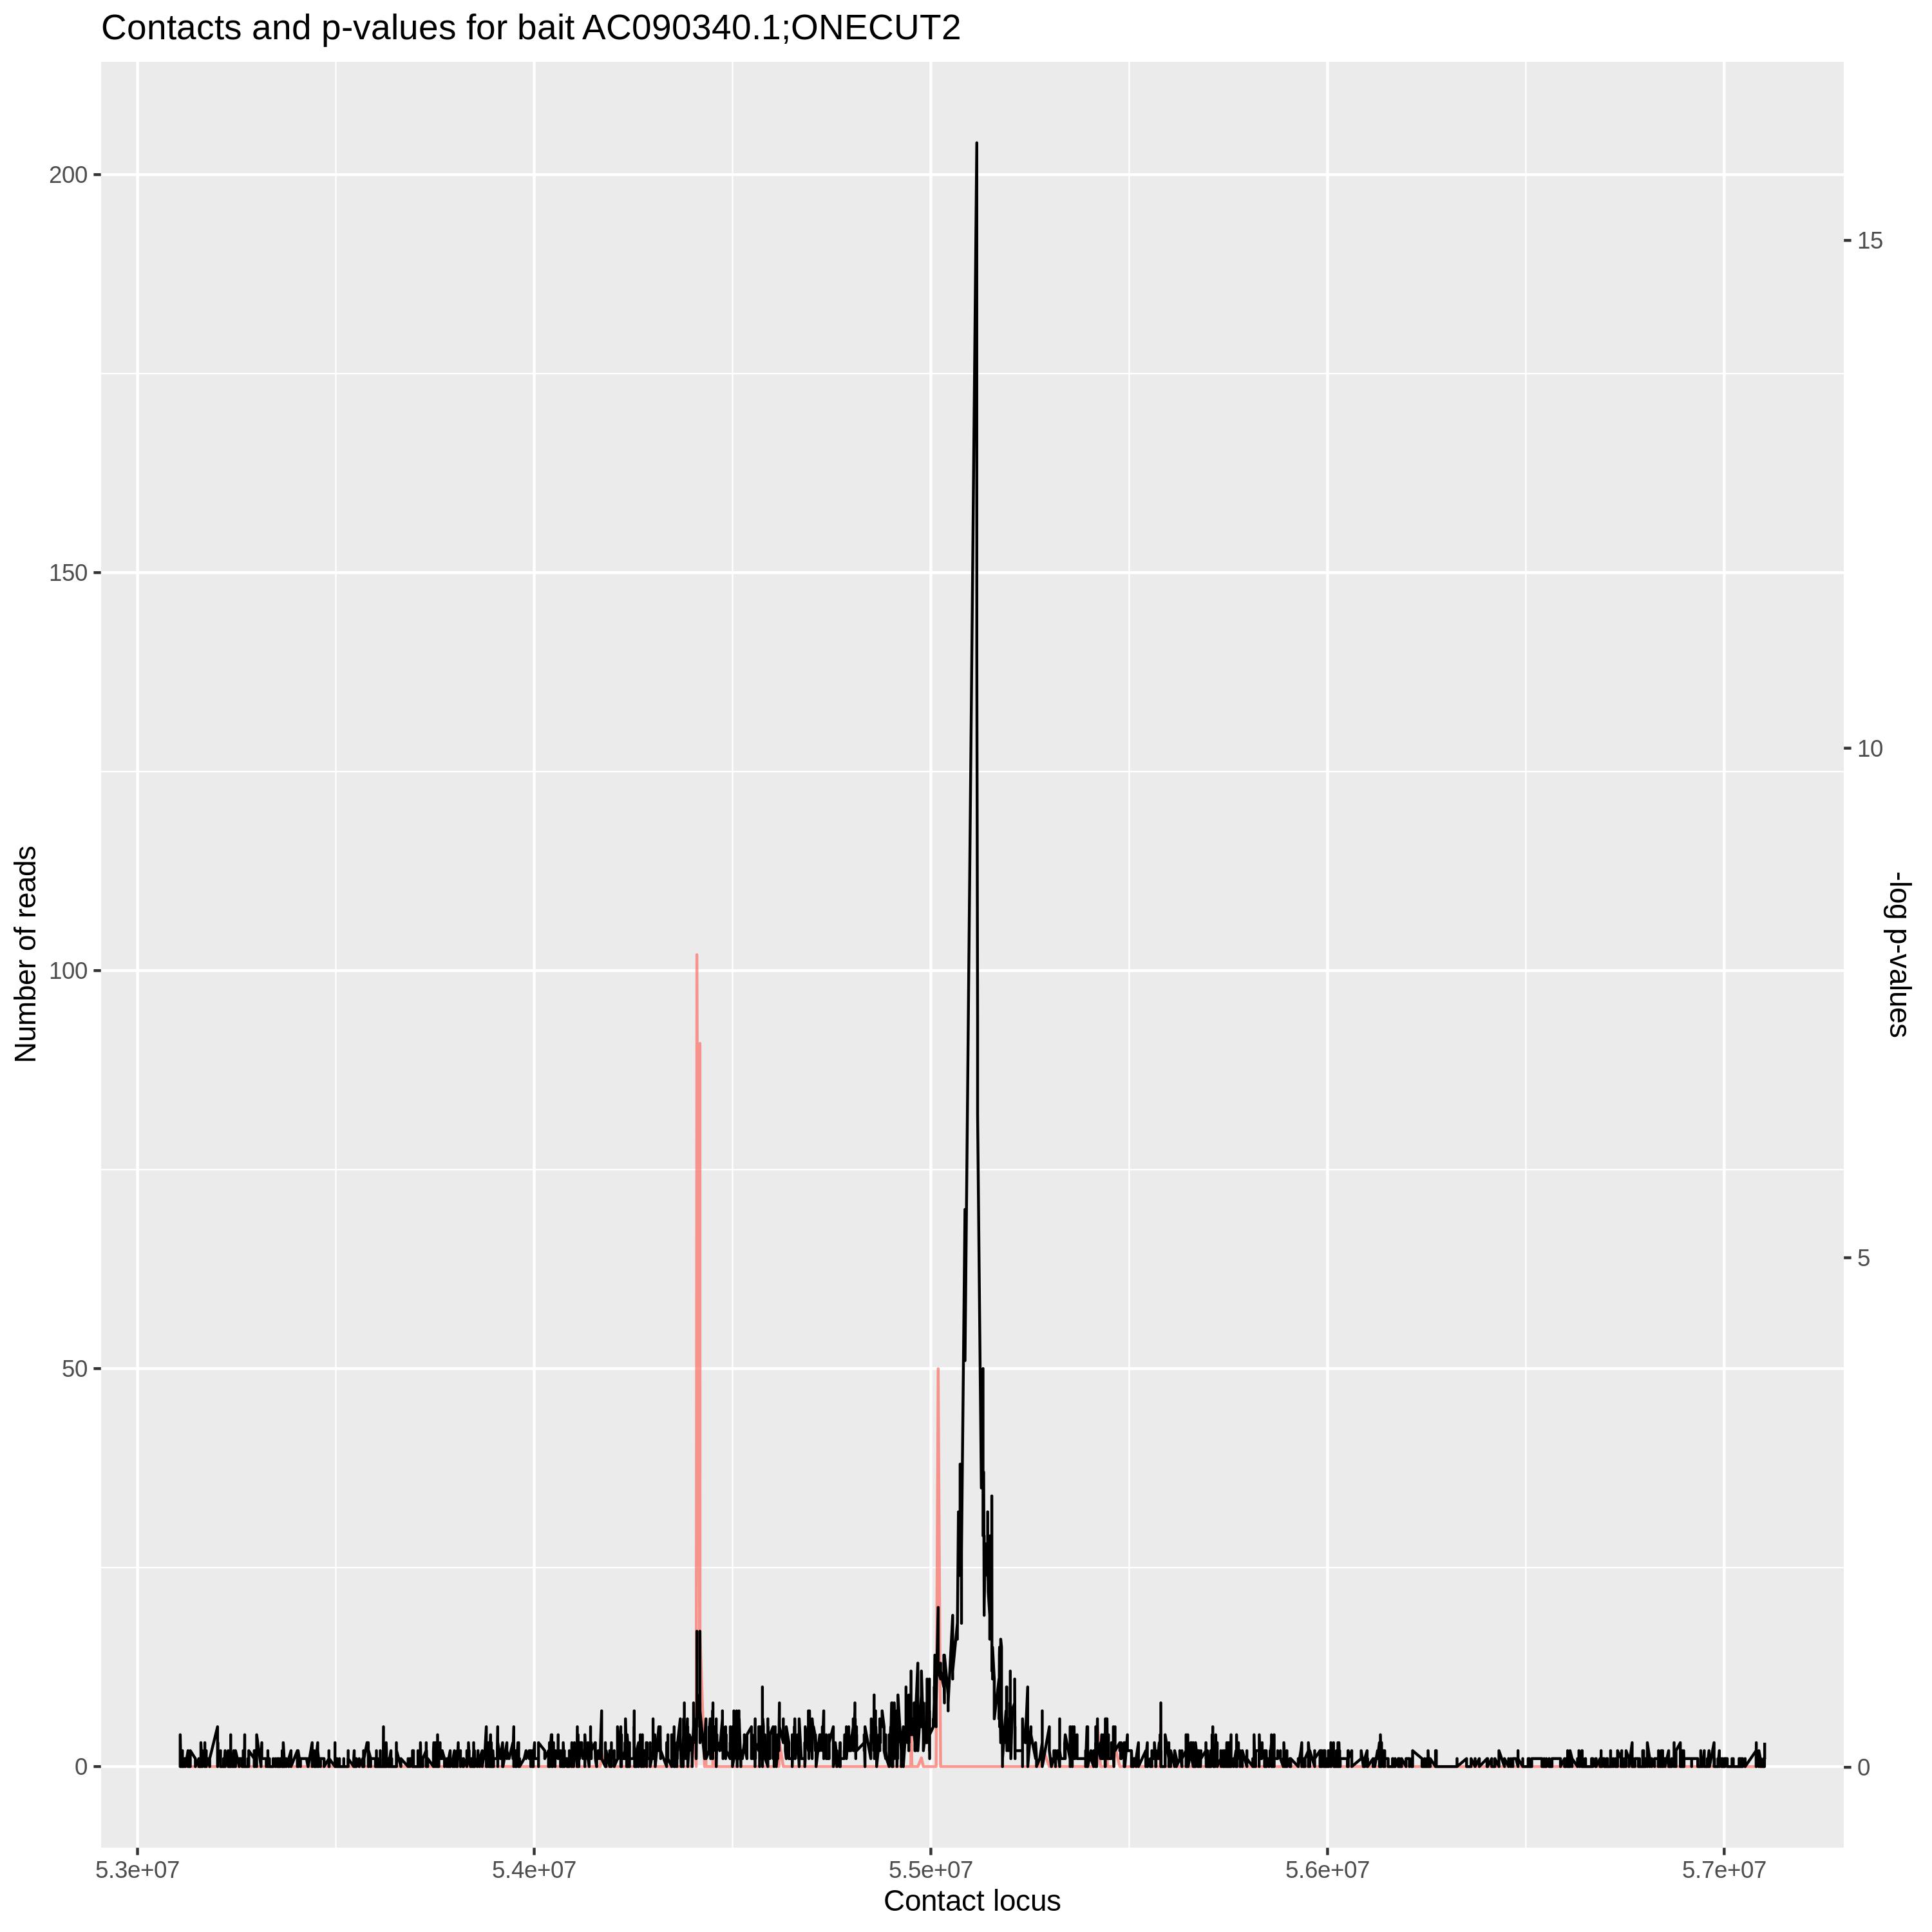 Contacts and p-values for bait AC090340.1;ONECUT2
Number of reads
200
150
100
50
0
15
10
5
0
-log p-values
5.3e+07 5.4e+07 5.5e+07 5.6e+07 5.7e+07
Contact locus